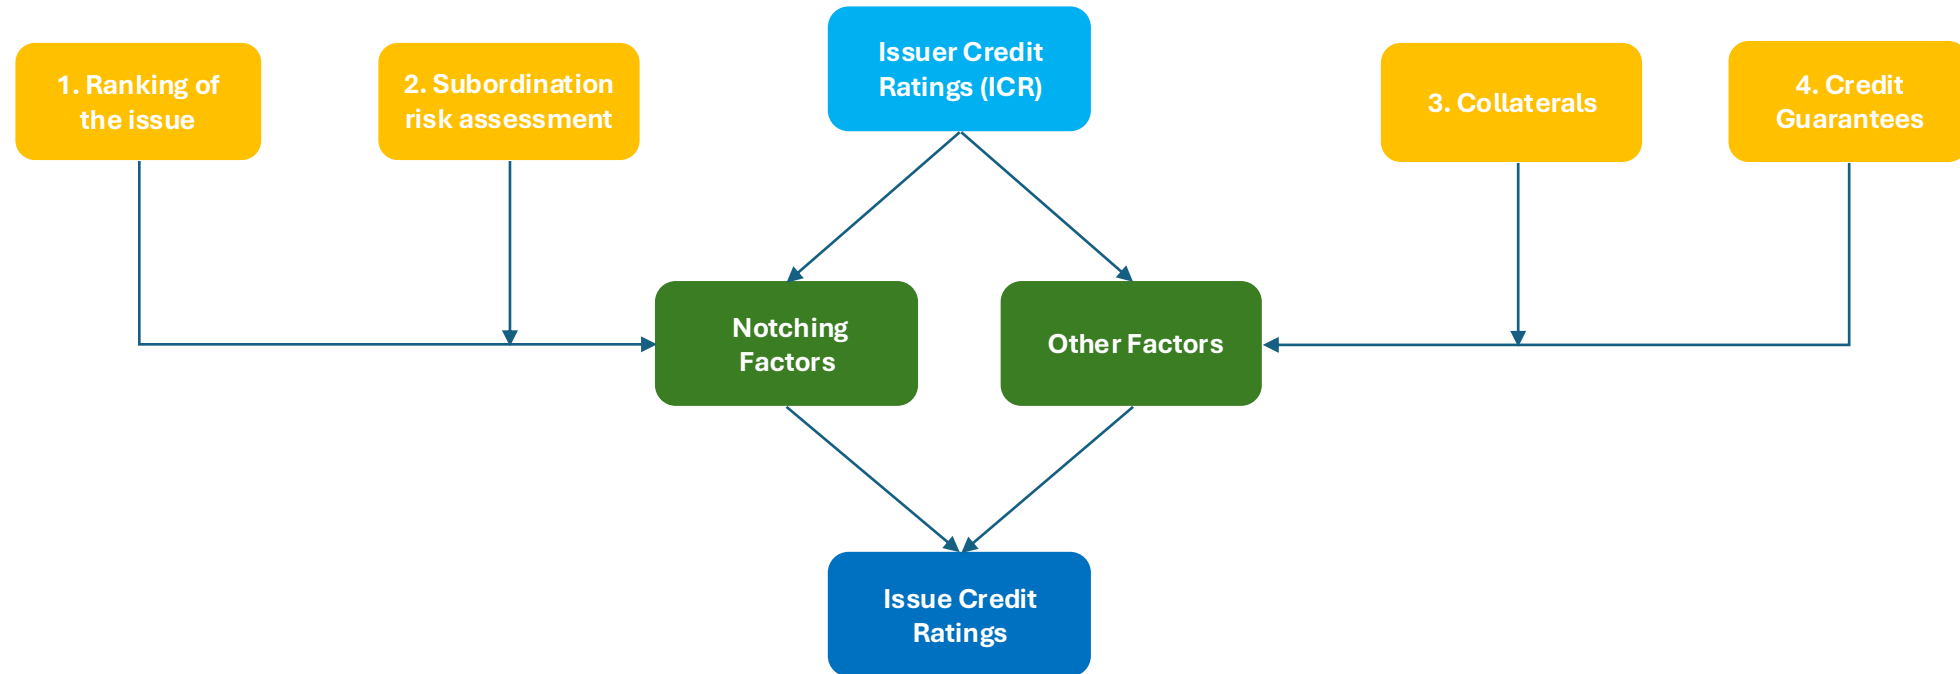 1. Ranking of
the issue
2. Subordination
risk assessment
Issuer Credit
Ratings (ICR)
3. Collaterals
4. Credit
Guarantees
Notching
Factors
Other Factors
Issue Credit
Ratings